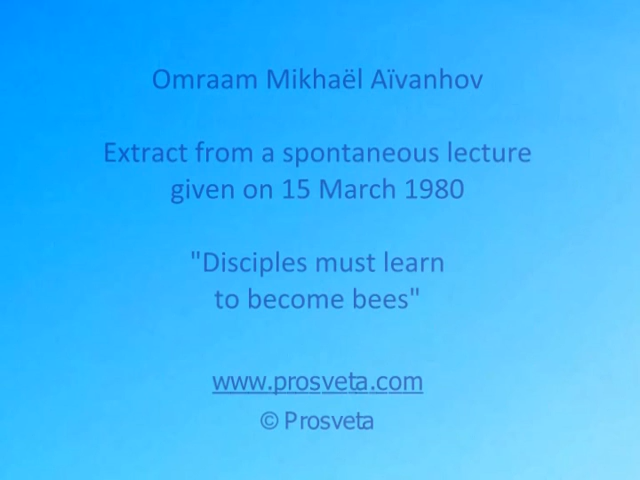 Omraam Mikhaël Aïvanhov
Extract from a spontaneous lecture
given on 15 March 1980
"Disciples must learn
to become bees"
www.prosveta.com
© Prosveta